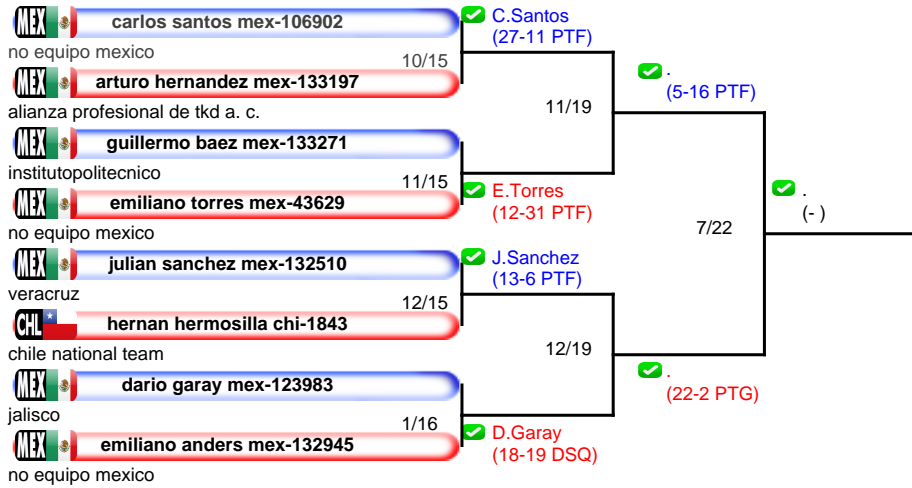 MEX carlos santos mex-106902
no equipo mexico
10/15
MEX arturo hernandez mex-133197
alianza profesional de tkd a. c.
C.Santos
(27-11 PTF)
MEX guillermo baez mex-133271
institutopolitecnico
11/15
MEX emiliano torres mex-43629
no equipo mexico
E.Torres
(12-31 PTF)
11/19
.
(5-16 PTF)
MEX julian sanchez mex-132510
veracruz
12/15
CHL hernan hermosilla chi-1843
chile national team
J.Sanchez
(13-6 PTF)
MEX dario garay mex-123983
jalisco
1/16
MEX emiliano anders mex-132945
no equipo mexico
D.Garay
(18-19 DSQ)
12/19
.
(22-2 PTG)
7/22
.
(- )